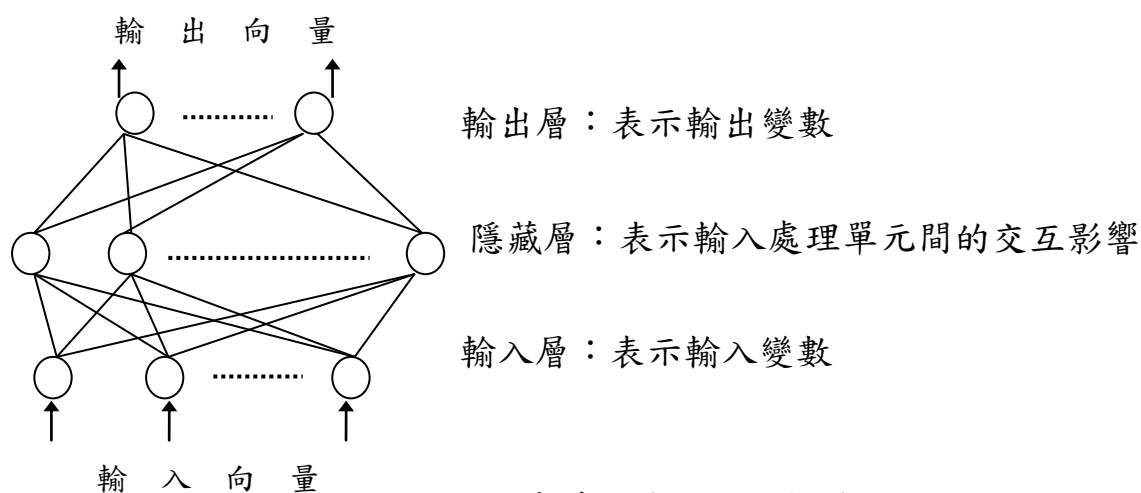 輸出向量
輸出層：表示輸出變數
隱藏層：表示輸入處理單元間的交互影響
輸入層：表示輸入變數
輸入向量